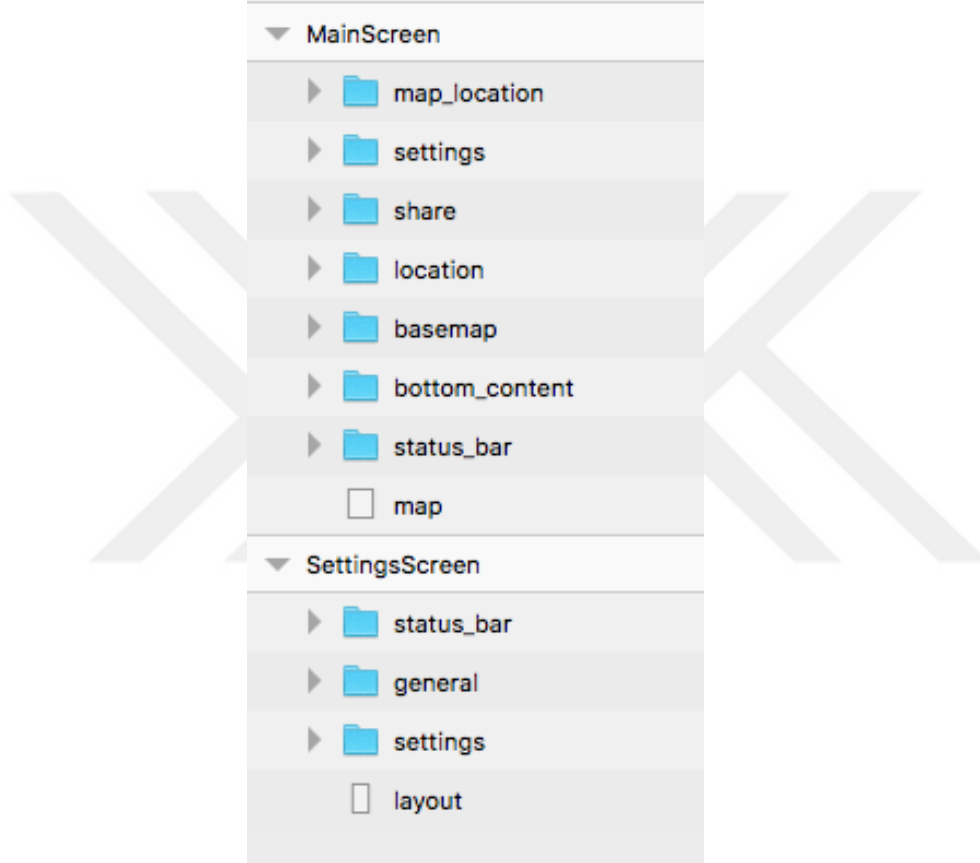 MainScreen
map_location
settings
share
location
basemap
bottom_content
status_bar
map
SettingsScreen
status_bar
general
settings
layout